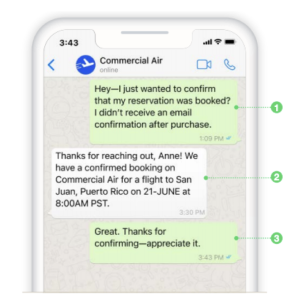 3:43
Commercial Air
online
Hey—I just wanted to confirm
that my reservation was booked?
I didn't receive an email
confirmation after purchase.
1:09 PM
1
Thanks for reaching out, Anne! We
have a confirmed booking on
Commercial Air for a flight to San
Juan, Puerto Rico on 21-JUNE at
8:00AM PST.
3:30 PM
2
Great. Thanks for
confirming—appreciate it.
3:43 PM
3